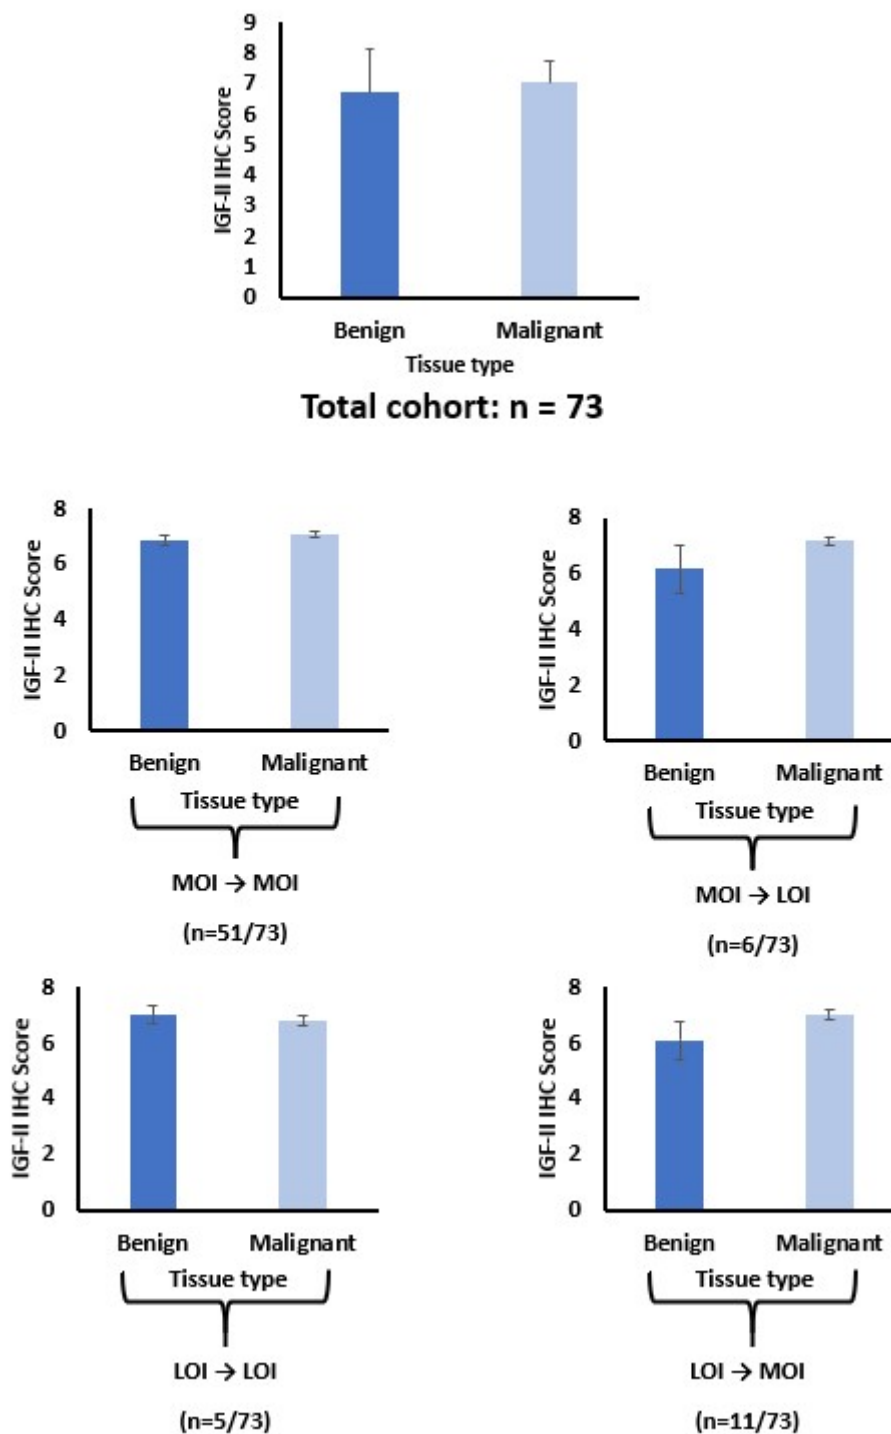 IGF-II IHC Score
9
8
7
6
5
4
3
2
1
0
Benign Malignant
Tissue type
Total cohort: n = 73
IGF-II IHC Score
8
6
4
2
0
Benign Malignant
Tissue type
MOI → MOI
(n=51/73)
IGF-II IHC Score
8
6
4
2
0
Benign Malignant
Tissue type
MOI → LOI
(n=6/73)
IGF-II IHC Score
8
6
4
2
0
Benign Malignant
Tissue type
LOI → LOI
(n=5/73)
IGF-II IHC Score
8
6
4
2
0
Benign Malignant
Tissue type
LOI → MOI
(n=11/73)